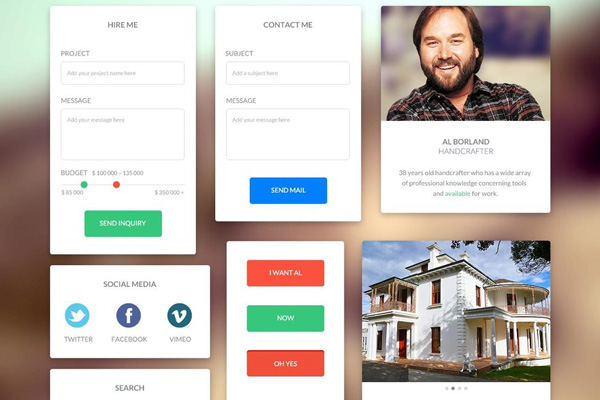 HIRE ME
PROJECT
Add your project name here
MESSAGE
Add your message here
BUDGET $ 100 000 - 135 000
$ 85 000 $ 350 000 +
SEND INQUIRY
CONTACT ME
SUBJECT
Add a subject here
MESSAGE
Add your message here
SEND MAIL
AL BORLAND
HANDCRAFTER
38 years old handcrafter who has a wide array
of professional knowledge concerning tools
and available for work.
SOCIAL MEDIA
TWITTER FACEBOOK VIMEO
SEARCH
I WANT AL
NOW
OH YES